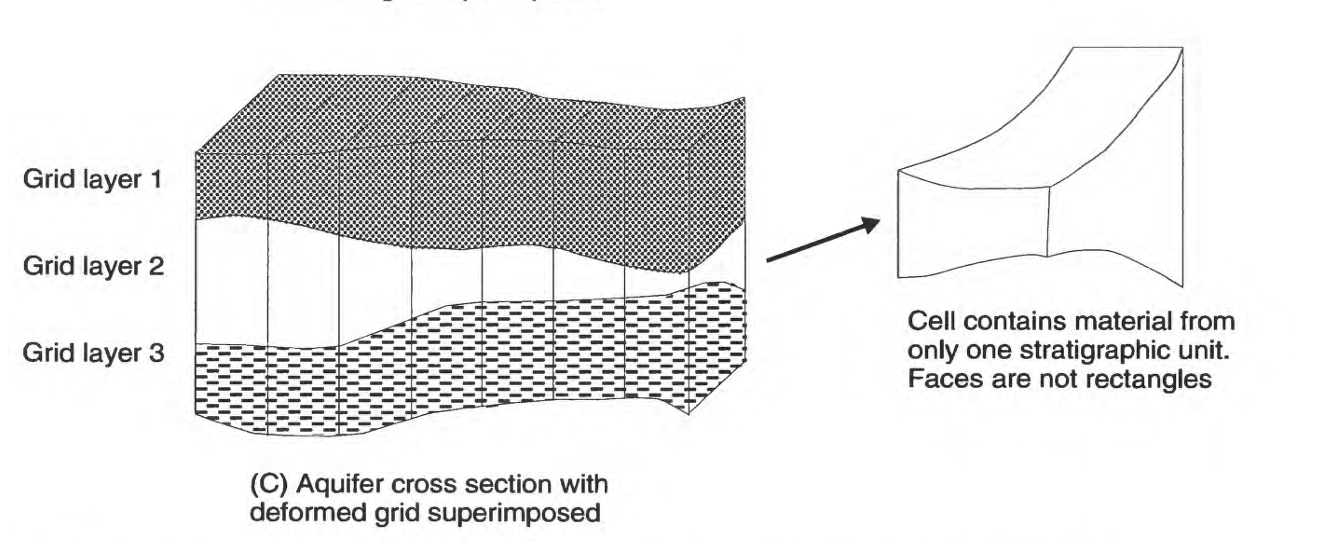 Grid layer 1
Grid layer 2
Grid layer 3
Cell contains material from
only one stratigraphic unit.
Faces are not rectangles
(C) Aquifer cross section with
deformed grid superimposed